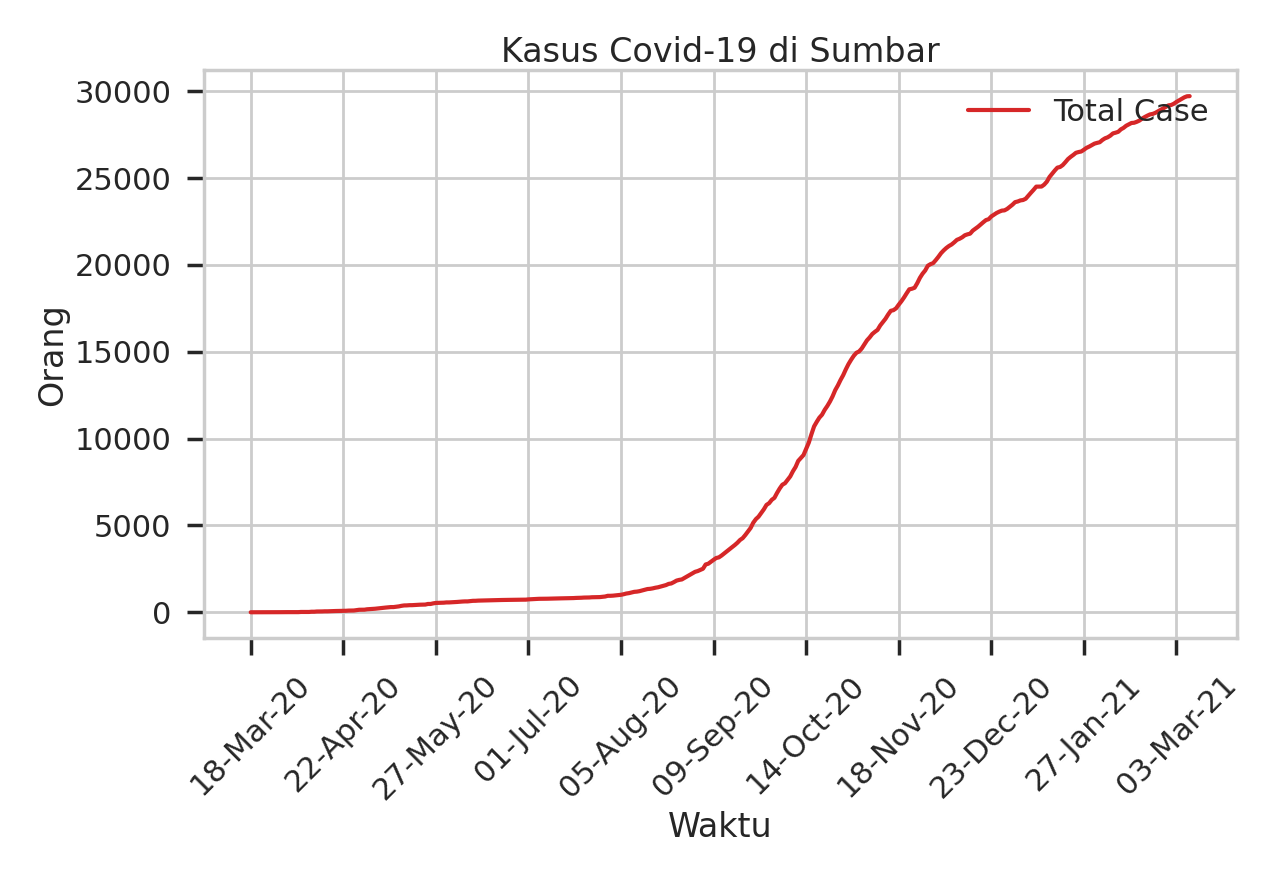 Kasus Covid-19 di Sumbar
Total Case
30000
25000
20000
15000
10000
5000
0
Orang
18-Mar-20
22-Apr-20
27-May-20
01-Jul-20
05-Aug-20
09-Sep-20
14-Oct-20
18-Nov-20
23-Dec-20
27-Jan-21
03-Mar-21
Waktu